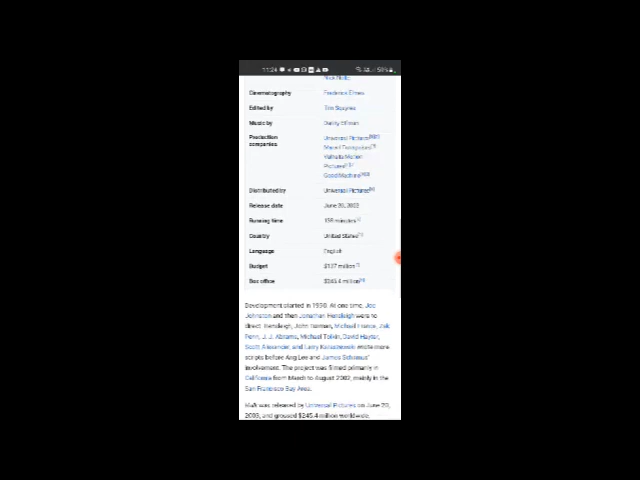 11:24
Nick Nolte
Cinematography Frederick Elmes
Edited by Tim Squyres
Music by Danny Elfman
Production companies Universal Pictures
Marvel Enterprises
Valhalla Motion
Pictures
Good Machine
Distributed by Universal Pictures
Release date June 20, 2003
Running time 138 minutes
Country United States
Language English
Budget $137 million
Box office $245.4 million
Development started in 1990. At one time, Joe
Johnston and then Jonathan Hensleigh were to
direct. Hensleigh, John Turman, Michael France, Zak
Penn, J. J. Abrams, Michael Tolkin, David Hayter,
Scott Alexander, and Larry Karaszewski wrote more
scripts before Ang Lee and James Schamus'
involvement. The project was filmed primarily in
California from March to August 2002, mainly in the
San Francisco Bay Area.
Hulk was released by Universal Pictures on June 20,
2003, and grossed $245.4 million worldwide,